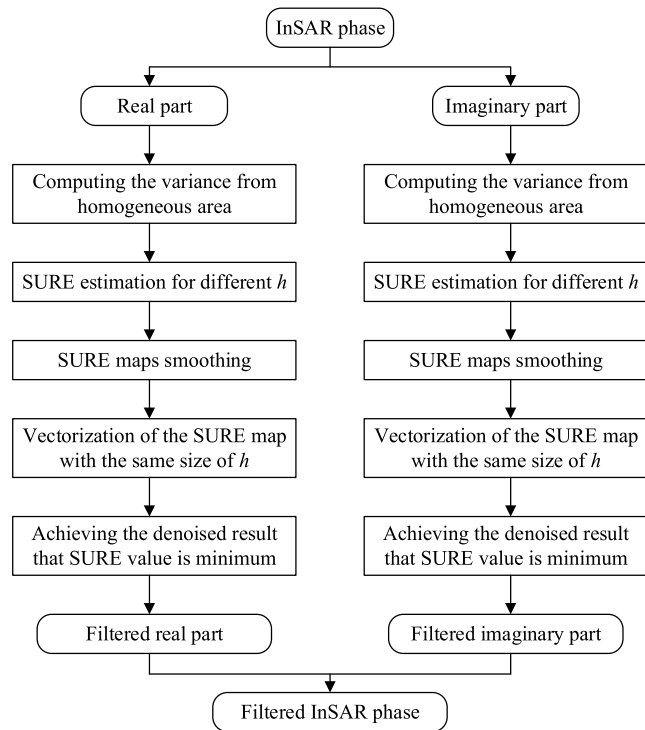 InSAR phase
Real part
Imaginary part
Computing the variance from
homogeneous area
Computing the variance from
homogeneous area
SURE estimation for different h
SURE estimation for different h
SURE maps smoothing
SURE maps smoothing
Vectorization of the SURE map
with the same size of h
Vectorization of the SURE map
with the same size of h
Achieving the denoised result
that SURE value is minimum
Achieving the denoised result
that SURE value is minimum
Filtered real part
Filtered imaginary part
Filtered InSAR phase